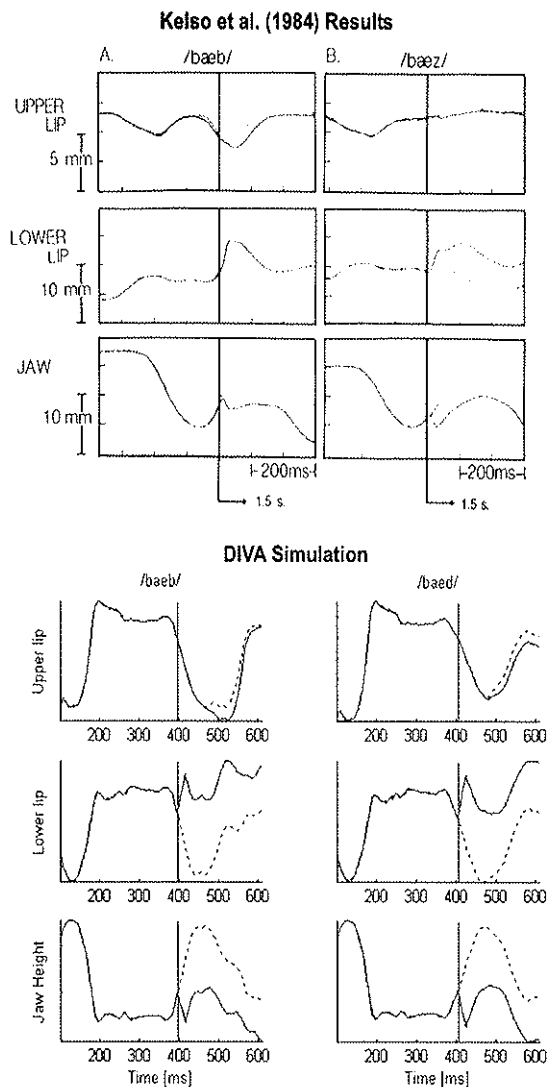 Kelso et al. (1984) Results
A. /bæb/ B. /bæz/
UPPER LIP
5 mm
LOWER LIP
10 mm
JAW
10 mm
⊢200ms⊣ ⊢200ms⊣
1.5 s. 1.5 s.
DIVA Simulation
/baeb/ /baed/
Upper lip
200 300 400 500 600 200 300 400 500 600
Lower lip
200 300 400 500 600 200 300 400 500 600
Jaw Height
200 300 400 500 600 200 300 400 500 600
Time [ms] Time [ms]